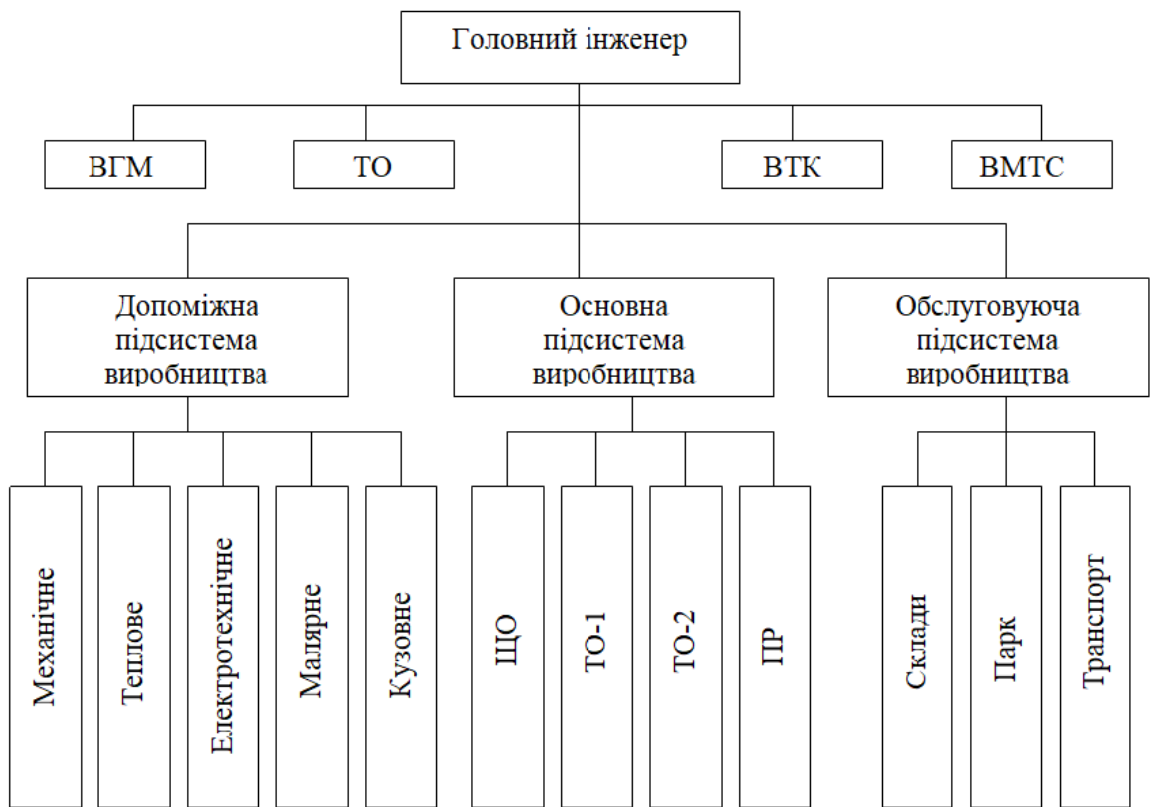 Головний інженер
ВГМ
ТО
ВТК
ВМТС
Допоміжна
підсистема
виробництва
Основна
підсистема
виробництва
Обслуговуюча
підсистема
виробництва
Механічне
Теплове
Електротехнічне
Малярне
Кузовне
ЩО
ТО-1
ТО-2
ПР
Склади
Парк
Транспорт